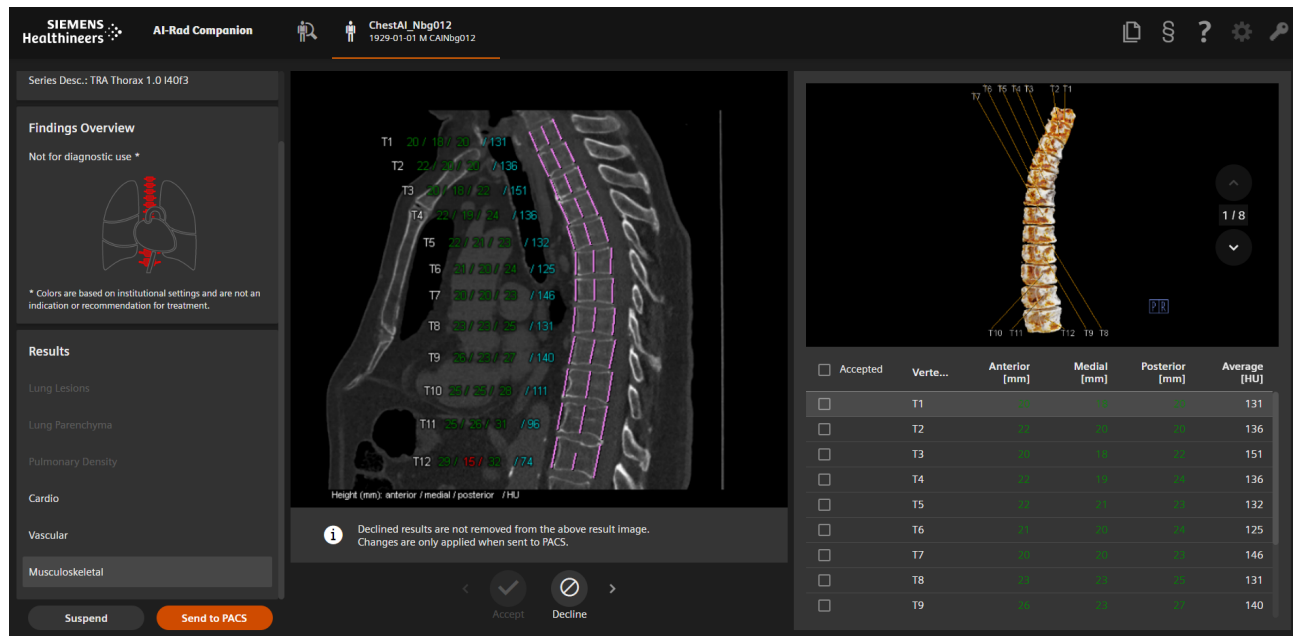 SIEMENS
Healthineers
AI-Rad Companion
ChestAI_Nbg012
1929-01-01 M CAINbg012
§
?
Series Desc.: TRA Thorax 1.0 I40f3
Findings Overview
Not for diagnostic use *
* Colors are based on institutional settings and are not an
indication or recommendation for treatment.
Results
Lung Lesions
Lung Parenchyma
Pulmonary Density
Cardio
Vascular
Musculoskeletal
Suspend
Send to PACS
T1 20 / 18 / 20 / 131
T2 22 / 20 / 20 / 136
T3 20 / 18 / 22 / 151
T4 22 / 19 / 24 / 136
T5 22 / 21 / 23 / 132
T6 21 / 20 / 24 / 125
T7 20 / 20 / 23 / 146
T8 23 / 23 / 25 / 131
T9 26 / 23 / 27 / 140
T10 25 / 25 / 28 / 111
T11 25 / 26 / 31 / 96
T12 29 / 15 / 32 / 74
Height (mm): anterior / medial / posterior / HU
i
Declined results are not removed from the above result image.
Changes are only applied when sent to PACS.
Accept
Decline
T7 T6 T5 T4 T3 T2 T1
T10 T11 T12 T9 T8
PR
1 / 8
Accepted Verte... Anterior [mm] Medial [mm] Posterior [mm] Average [HU]
T1 20 18 20 131
T2 22 20 20 136
T3 20 18 22 151
T4 22 19 24 136
T5 22 21 23 132
T6 21 20 24 125
T7 20 20 23 146
T8 23 23 25 131
T9 26 23 27 140